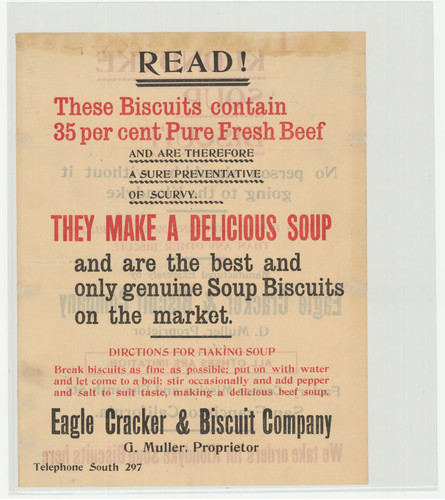 READ!
These Biscuits contain
35 per cent Pure Fresh Beef
AND ARE THEREFORE
A SURE PREVENTATIVE
OF SCURVY.
THEY MAKE A DELICIOUS SOUP
and are the best and
only genuine Soup Biscuits
on the market.
DIRCTIONS FOR MAKING SOUP
Break biscuits as fine as possible; put on with water
and let come to a boil; stir occasionally and add pepper
and salt to suit taste, making a delicious beef soup.
Eagle Cracker & Biscuit Company
G. Muller, Proprietor
Telephone South 297